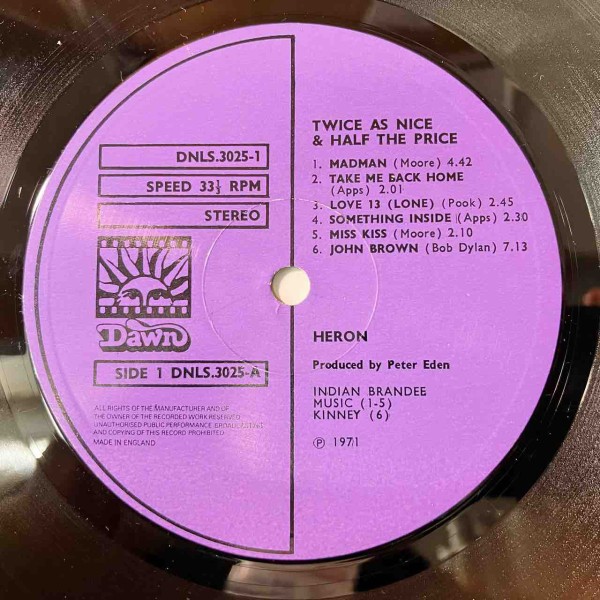 DNLS.3025-1
SPEED 33⅓ RPM
STEREO
Dawn
SIDE 1 DNLS.3025-A
ALL RIGHTS OF THE MANUFACTURER AND OF
THE OWNER OF THE RECORDED WORK RESERVED
UNAUTHORISED PUBLIC PERFORMANCE BROADCASTING
AND COPYING OF THIS RECORD PROHIBITED
MADE IN ENGLAND
TWICE AS NICE
& HALF THE PRICE
1. MADMAN (Moore) 4.42
2. TAKE ME BACK HOME
(Apps) 2.01
3. LOVE 13 (LONE) (Pook) 2.45
4. SOMETHING INSIDE (Apps) 2.30
5. MISS KISS (Moore) 2.10
6. JOHN BROWN (Bob Dylan) 7.13
HERON
Produced by Peter Eden
INDIAN BRANDEE
MUSIC (1-5)
KINNEY (6)
℗ 1971